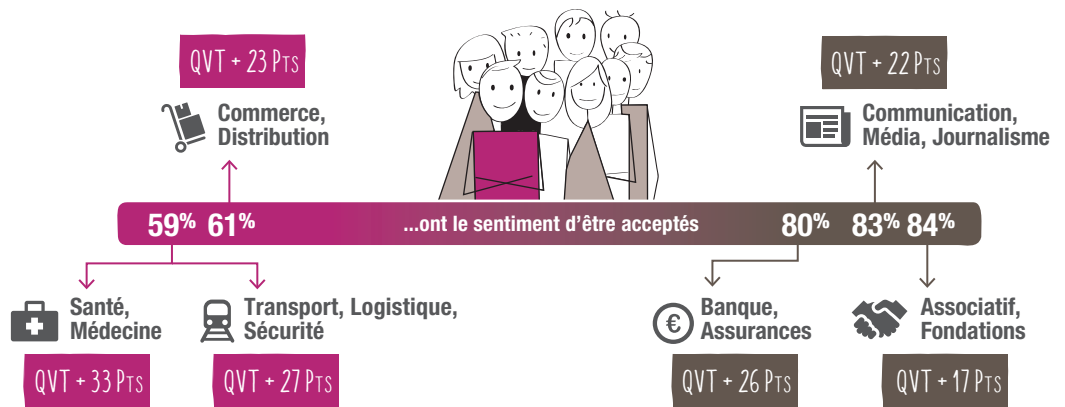 QVT + 23 PTS
QVT + 22 PTS
Commerce,
Distribution
Communication,
Média, Journalisme
59% 61% ...ont le sentiment d'être acceptés 80% 83% 84%
Santé,
Médecine
Transport, Logistique,
Sécurité
€
Banque,
Assurances
Associatif,
Fondations
QVT + 33 PTS
QVT + 27 PTS
QVT + 26 PTS
QVT + 17 PTS